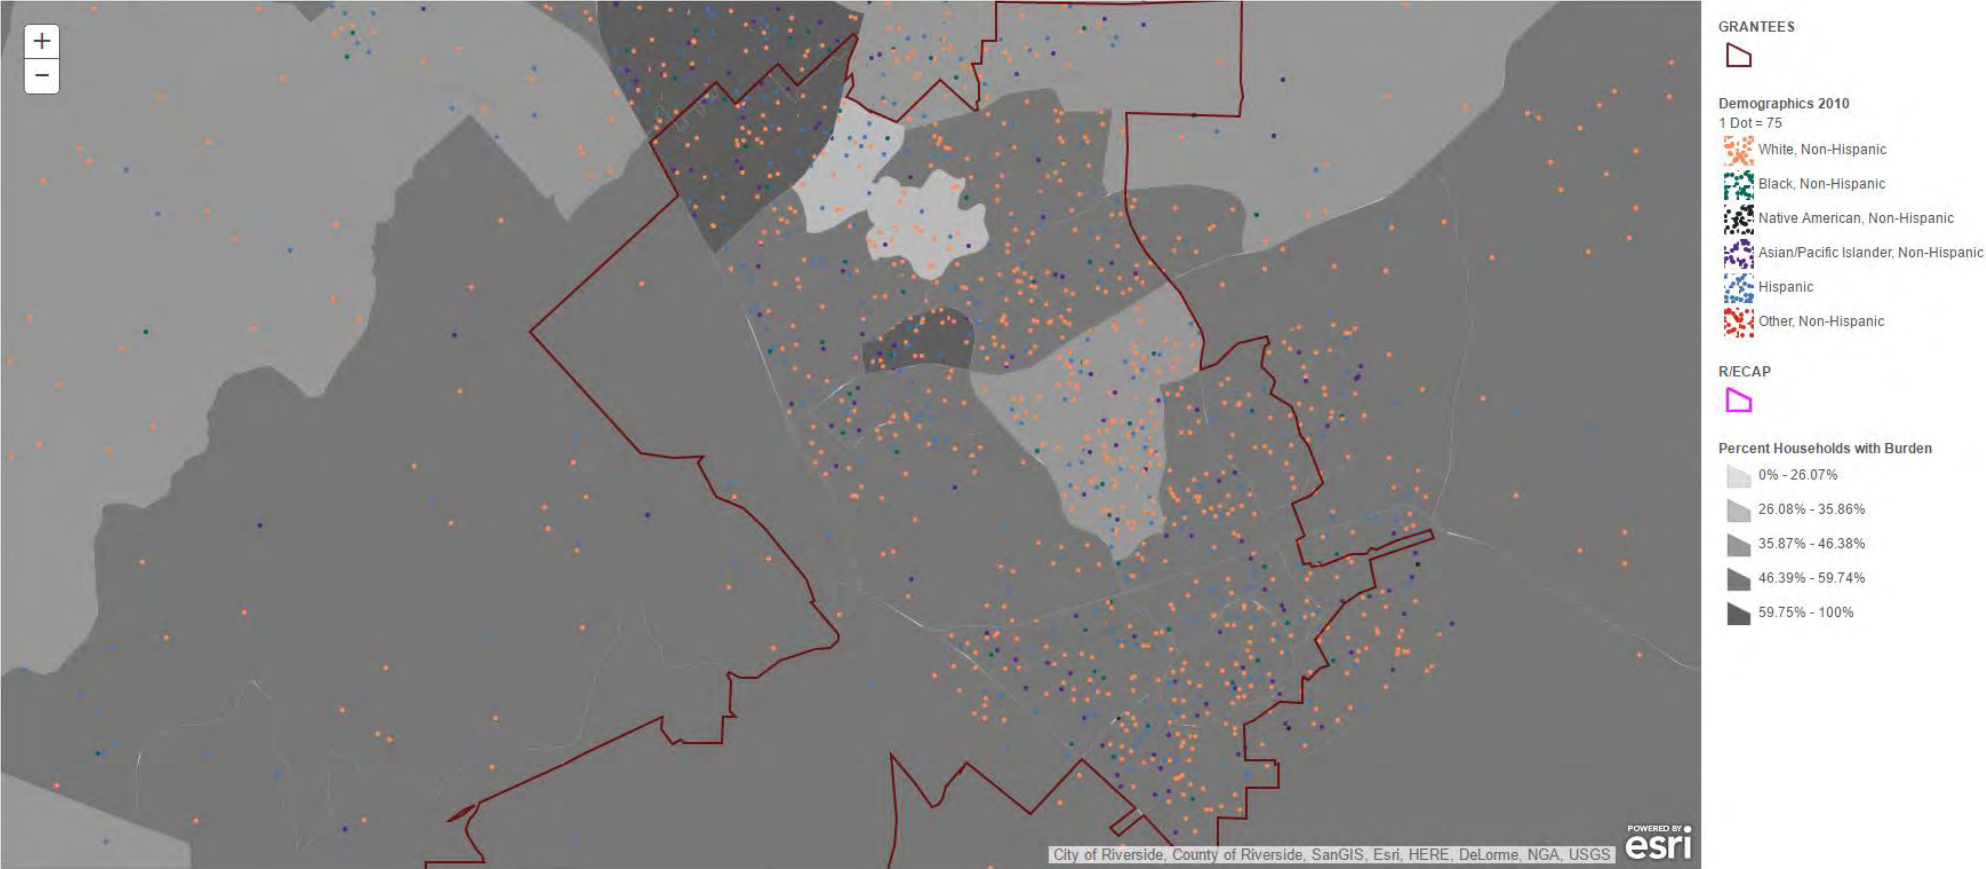 +
−
GRANTEES
Demographics 2010
1 Dot = 75
White, Non-Hispanic
Black, Non-Hispanic
Native American, Non-Hispanic
Asian/Pacific Islander, Non-Hispanic
Hispanic
Other, Non-Hispanic
R/ECAP
Percent Households with Burden
0% - 26.07%
26.08% - 35.86%
35.87% - 46.38%
46.39% - 59.74%
59.75% - 100%
POWERED BY
esri
City of Riverside, County of Riverside, SanGIS, Esri, HERE, DeLorme, NGA, USGS